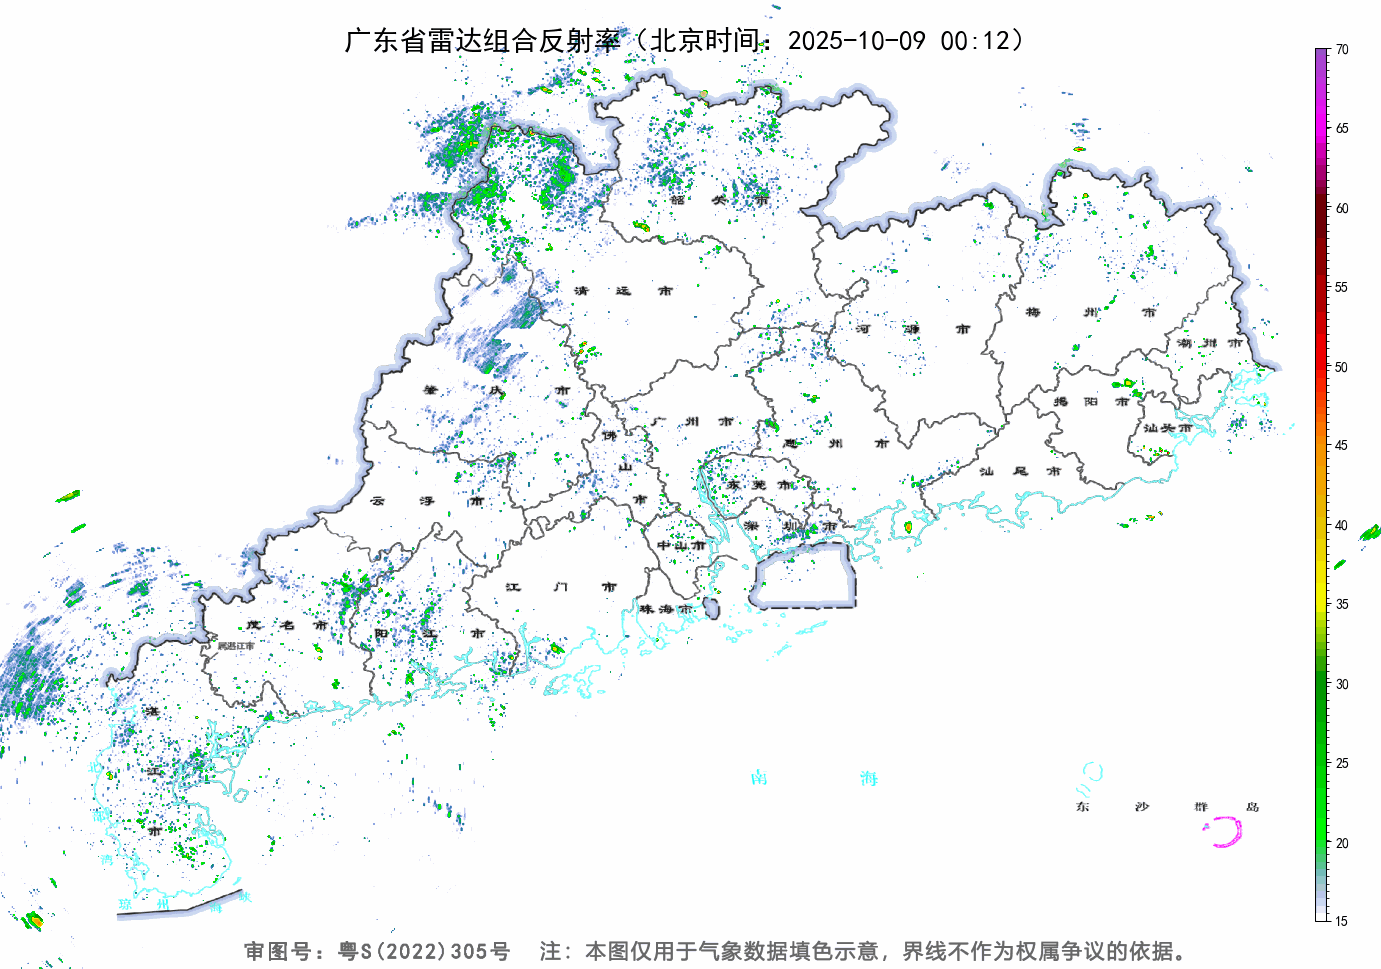 广东省雷达组合反射率（北京时间：2025-10-09 00:12）
70
65
60
55
50
45
40
35
30
25
20
15
韶关市
清远市
河源市
梅州市
潮州市
肇庆市
广州市
惠州市
揭阳市
汕头市
佛山市
云浮市
东莞市
汕尾市
深圳市
中山市
江门市
珠海市
茂名市
阳江市
属湛江市
湛江市
南海
东沙群岛
北部湾
琼州海峡
审图号：粤S(2022)305号 注：本图仅用于气象数据填色示意，界线不作为权属争议的依据。